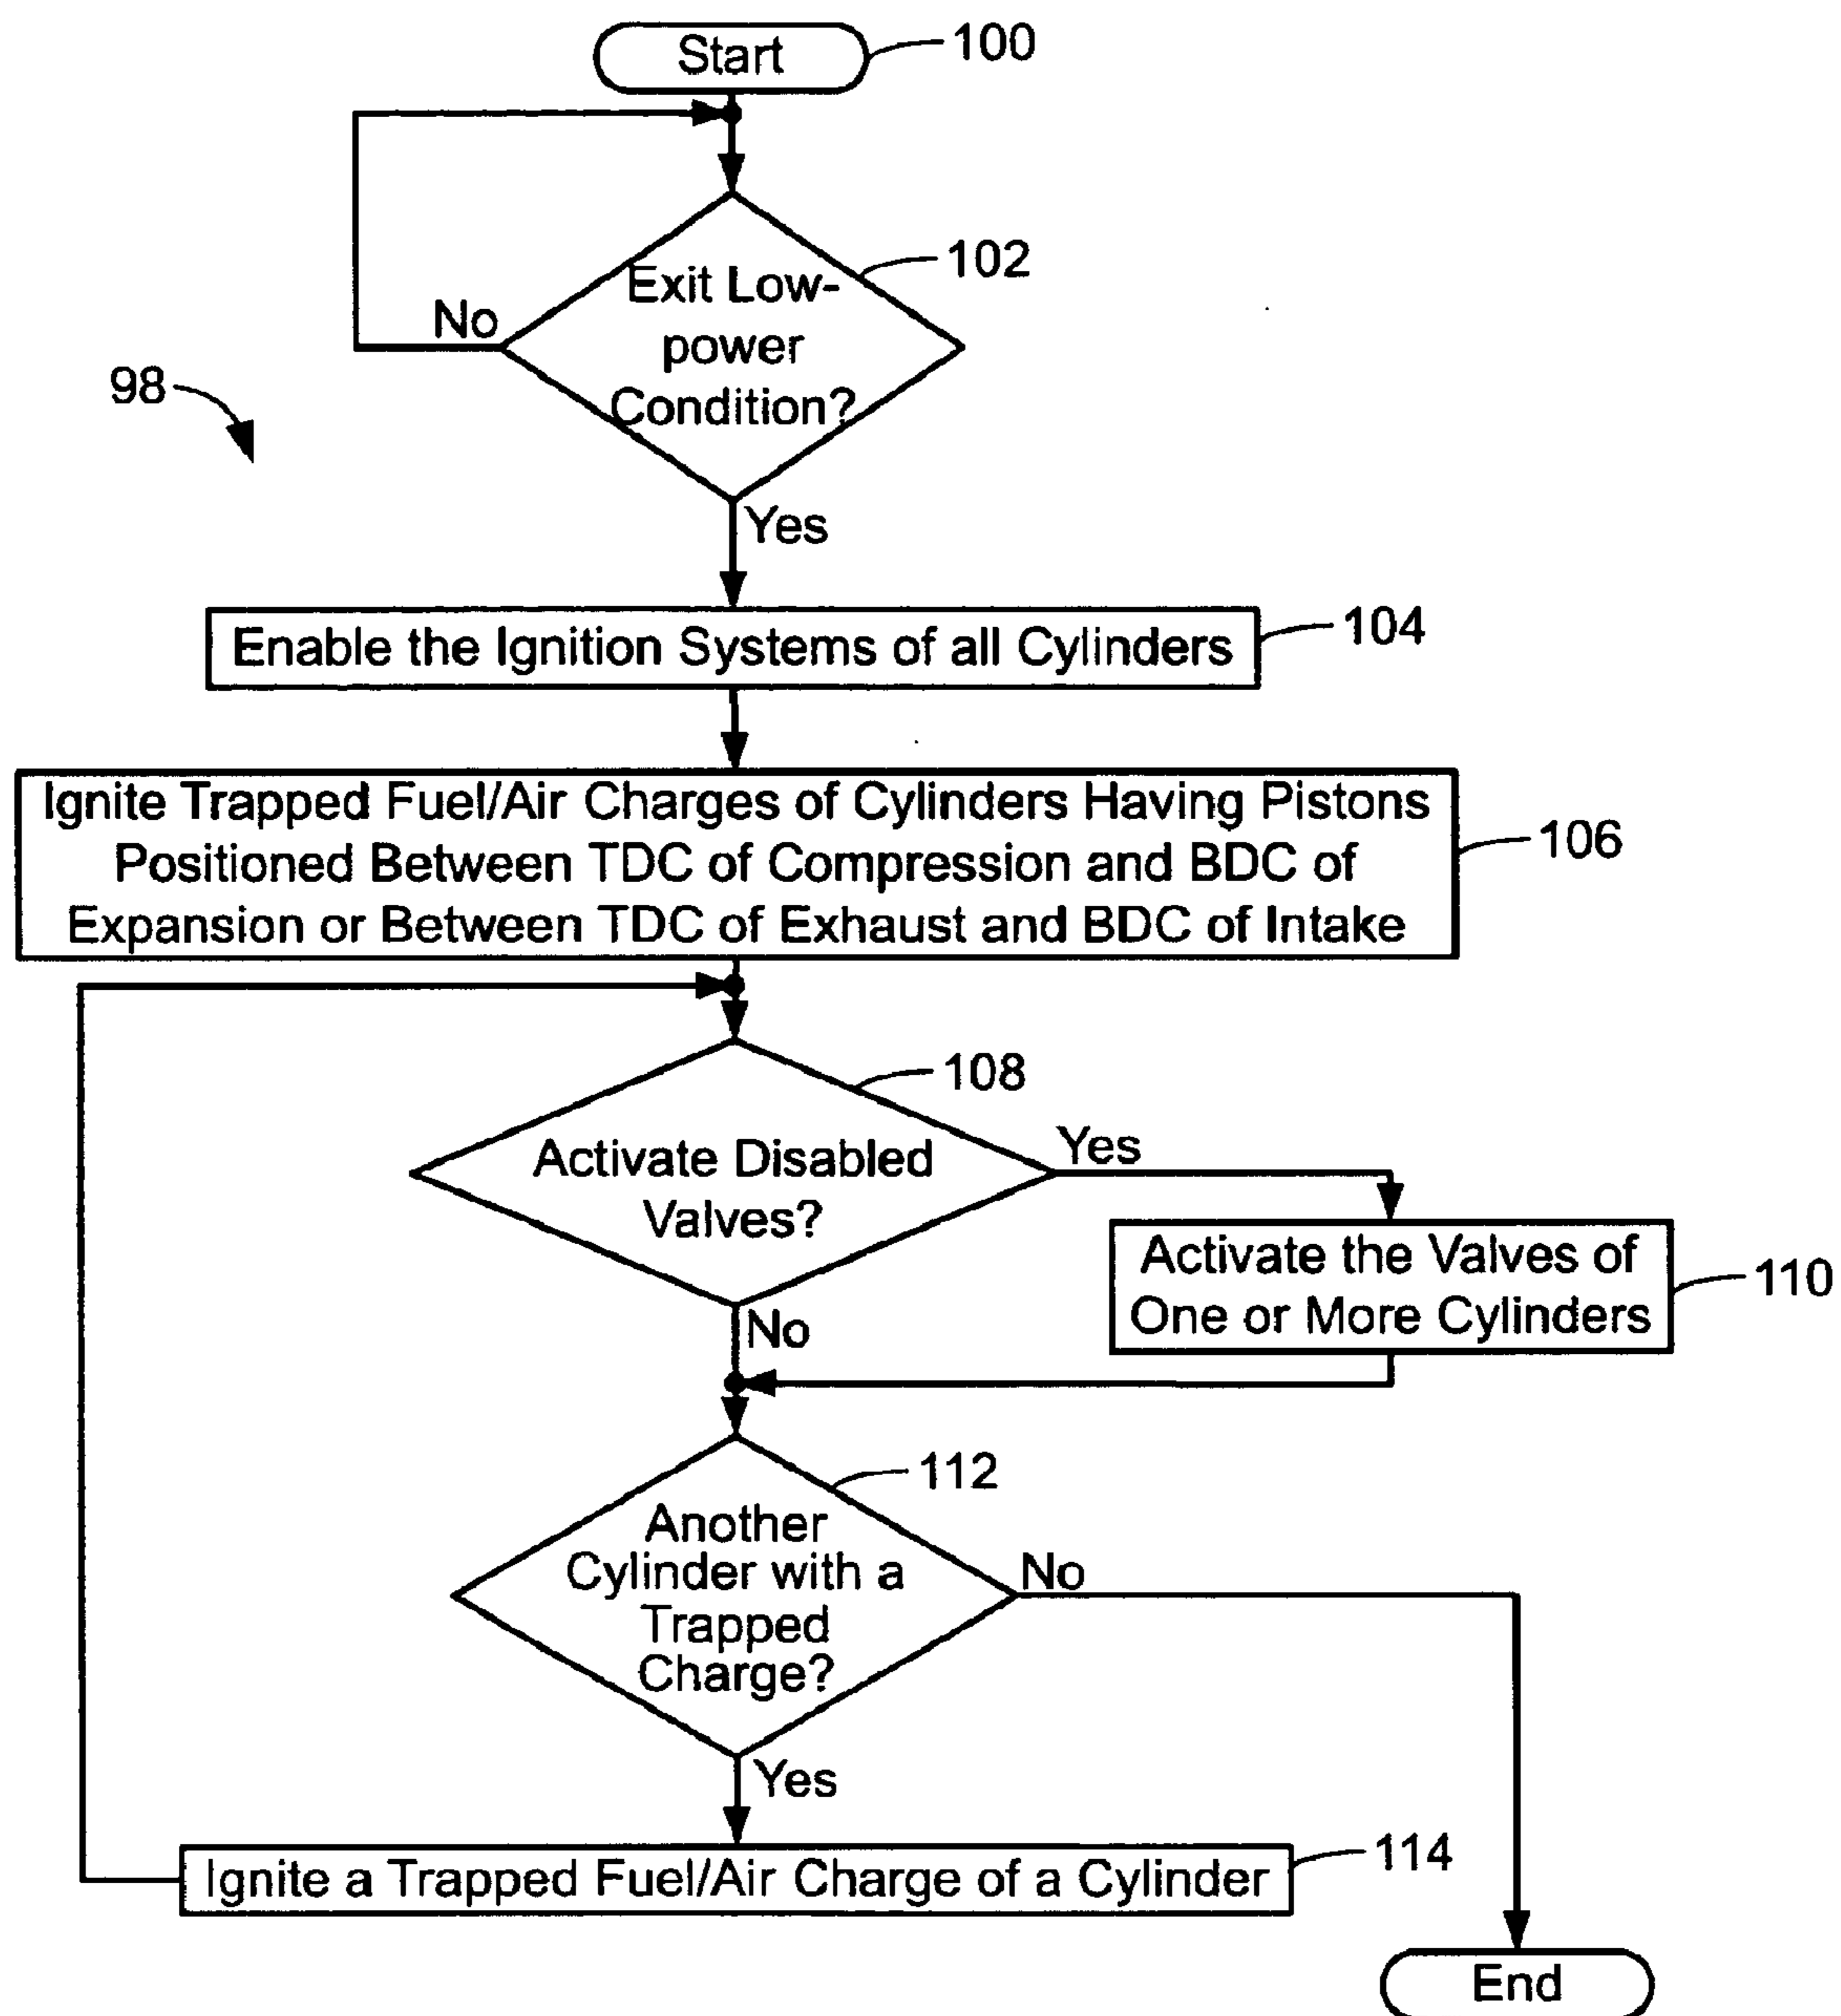 Start
100
Exit Low-
power
Condition?
102
No
98
Yes
Enable the Ignition Systems of all Cylinders
104
Ignite Trapped Fuel/Air Charges of Cylinders Having Pistons
Positioned Between TDC of Compression and BDC of
Expansion or Between TDC of Exhaust and BDC of Intake
106
108
Activate Disabled
Valves?
Yes
Activate the Valves of
One or More Cylinders
110
No
112
Another
Cylinder with a
Trapped
Charge?
No
Yes
Ignite a Trapped Fuel/Air Charge of a Cylinder
114
End